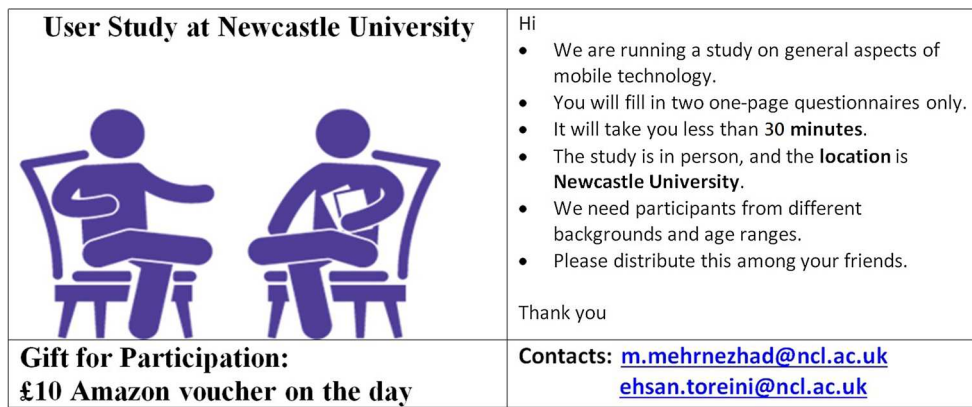 User Study at Newcastle University
Hi
• We are running a study on general aspects of
mobile technology.
• You will fill in two one-page questionnaires only.
• It will take you less than 30 minutes.
• The study is in person, and the location is
Newcastle University.
• We need participants from different
backgrounds and age ranges.
• Please distribute this among your friends.
Thank you
Gift for Participation:
£10 Amazon voucher on the day
Contacts: m.mehrnezhad@ncl.ac.uk
ehsan.toreini@ncl.ac.uk